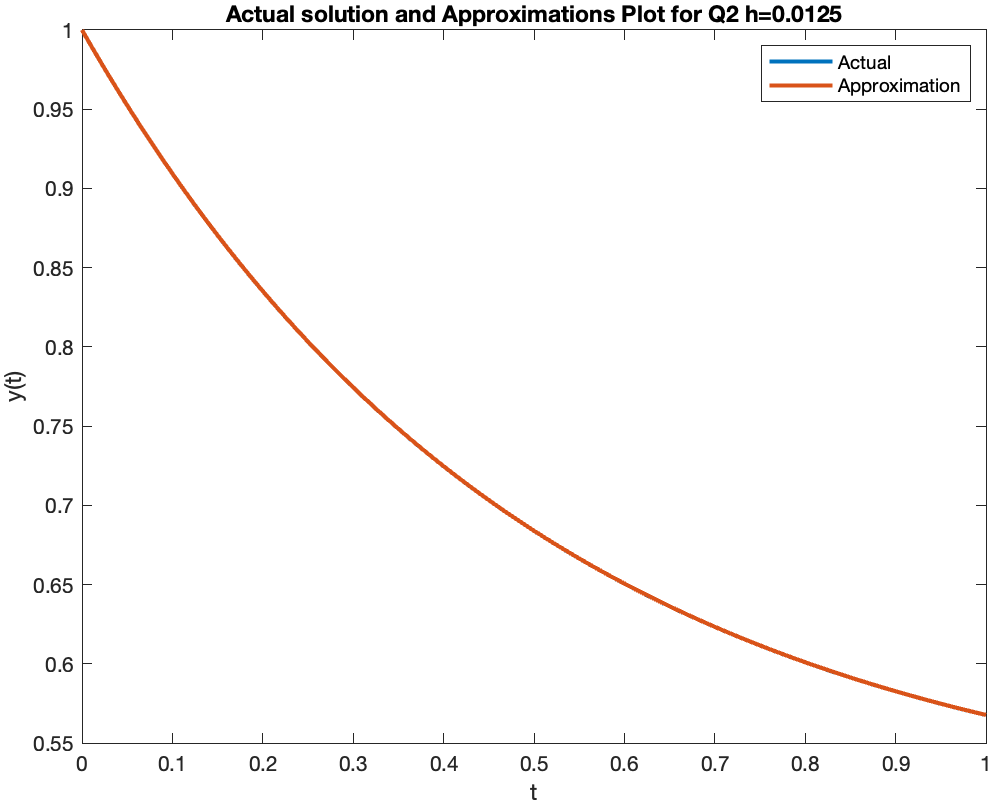 Actual solution and Approximations Plot for Q2 h=0.0125
Actual
Approximation
1
0.95
0.9
0.85
0.8
0.75
0.7
0.65
0.6
0.55
y(t)
0 0.1 0.2 0.3 0.4 0.5 0.6 0.7 0.8 0.9 1
t